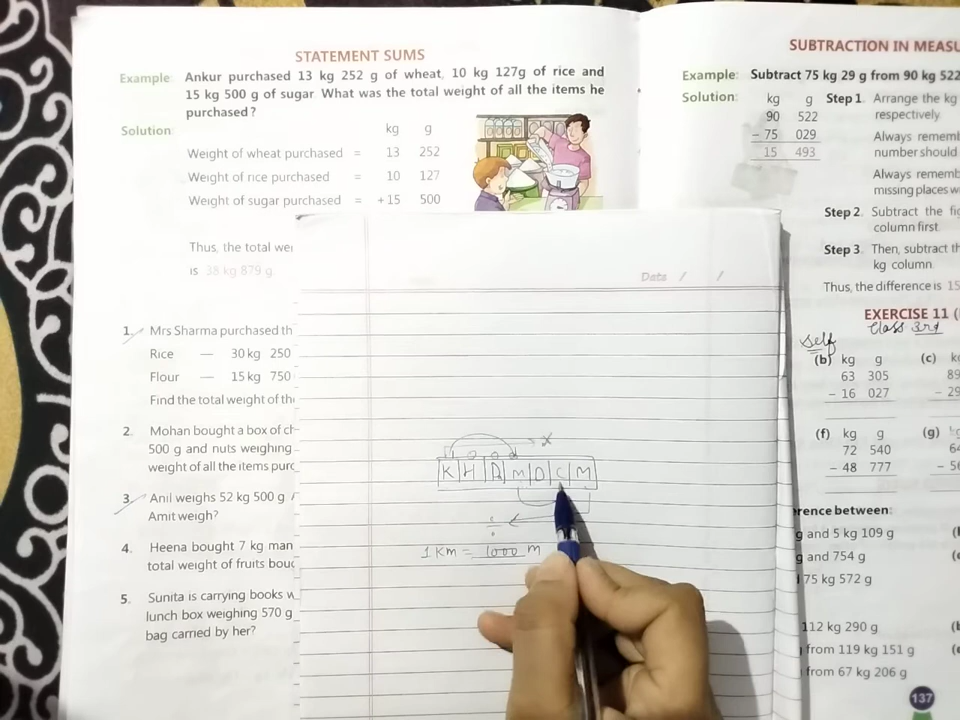 STATEMENT SUMS
Example: Ankur purchased 13 kg 252 g of wheat, 10 kg 127g of rice and
15 kg 500 g of sugar. What was the total weight of all the items he
purchased?
Solution:
kg g
Weight of wheat purchased = 13 252
Weight of rice purchased = 10 127
Weight of sugar purchased = +15 500
Thus, the total wei
is 38 kg 879 g.
1. Mrs Sharma purchased th
Rice — 30 kg 250
Flour — 15 kg 750
Find the total weight of th
2. Mohan bought a box of ch
500 g and nuts weighing
weight of all the items purc
3. Anil weighs 52 kg 500 g
Amit weigh?
4. Heena bought 7 kg man
total weight of fruits boug
5. Sunita is carrying books w
lunch box weighing 570 g
bag carried by her?
Date / /
x
K H D M D C M
÷
1 Km = 1000 m
SUBTRACTION IN MEASU
Example: Subtract 75 kg 29 g from 90 kg 522
Solution:
kg g
90 522
– 75 029
15 493
Step 1. Arrange the kg
respectively.
Always rememb
number should
Always rememb
missing places w
Step 2. Subtract the fig
column first.
Step 3. Then, subtract th
kg column.
Thus, the difference is 15
EXERCISE 11 (
Class 3rd
Self
(b) kg g (c) k
63 305 89
– 16 027 – 29
(f) kg g (g) kg
72 540 64
– 48 777 – 56
rence between:
g and 5 kg 109 g
g and 754 g
75 kg 572 g
112 kg 290 g
from 119 kg 151 g
from 67 kg 206 g
137